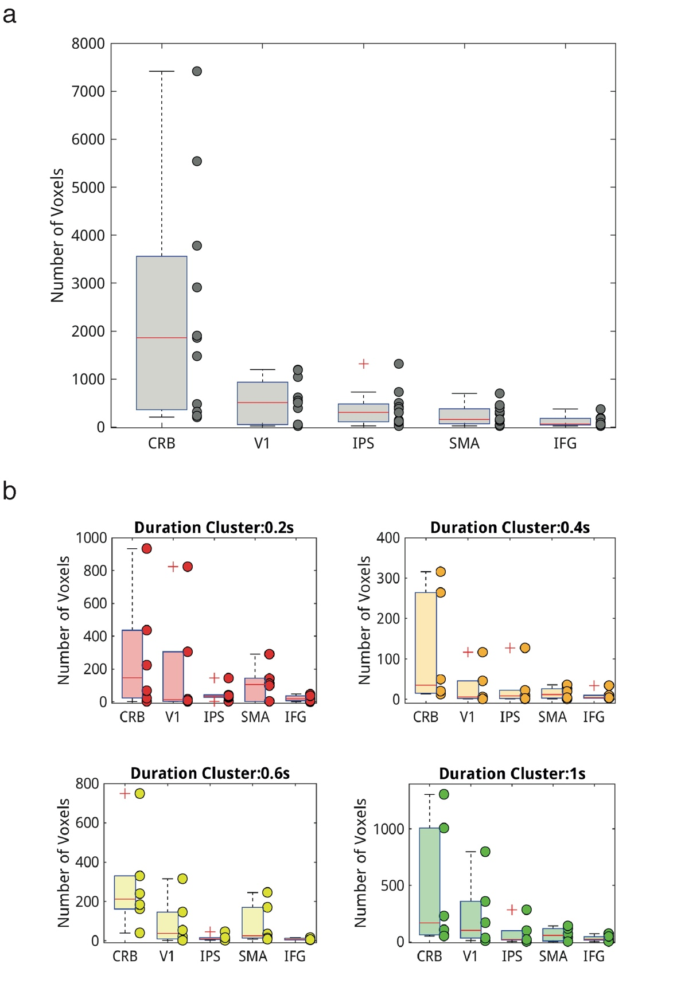 a
8000
7000
6000
5000
4000
3000
2000
1000
0
Number of Voxels
CRB V1 IPS SMA IFG
b
Duration Cluster:0.2s
1000
800
600
400
200
0
Number of Voxels
CRB V1 IPS SMA IFG
Duration Cluster:0.4s
400
300
200
100
0
Number of Voxels
CRB V1 IPS SMA IFG
Duration Cluster:0.6s
800
600
400
200
0
Number of Voxels
CRB V1 IPS SMA IFG
Duration Cluster:1s
1000
500
0
Number of Voxels
CRB V1 IPS SMA IFG